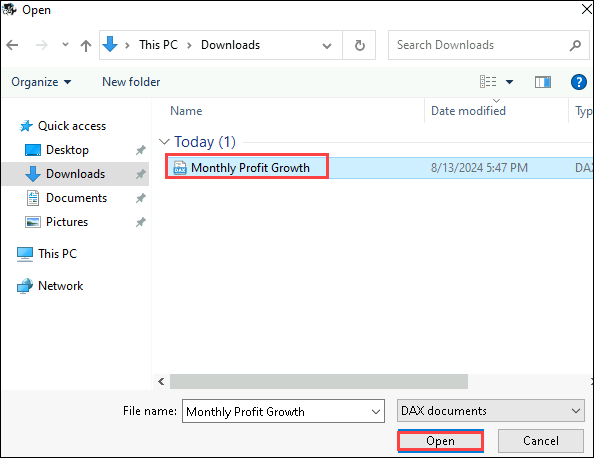 Open
This PC > Downloads
Search Downloads
Organize
New folder
?
Name
Date modified
Typ
Quick access
Desktop
Downloads
Documents
Pictures
This PC
Network
Today (1)
DAX
Monthly Profit Growth
8/13/2024 5:47 PM
DA
File name:
Monthly Profit Growth
DAX documents
Open
Cancel